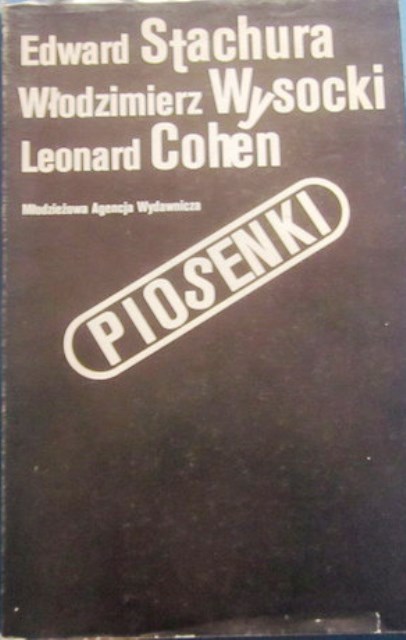 Edward Stachura
Włodzimierz Wysocki
Leonard Cohen
Młodzieżowa Agencja Wydawnicza
PIOSENKI